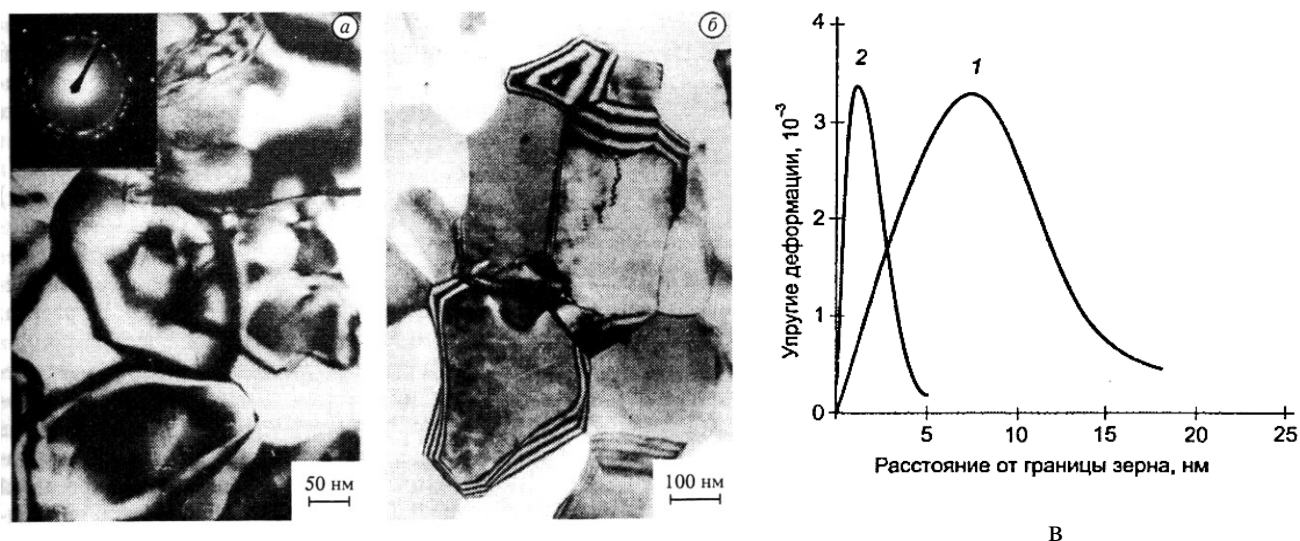 а
50 нм
б
100 нм
Упругие деформации, 10⁻³
4
3
2
1
0
2
1
5
10
15
20
25
Расстояние от границы зерна, нм
в